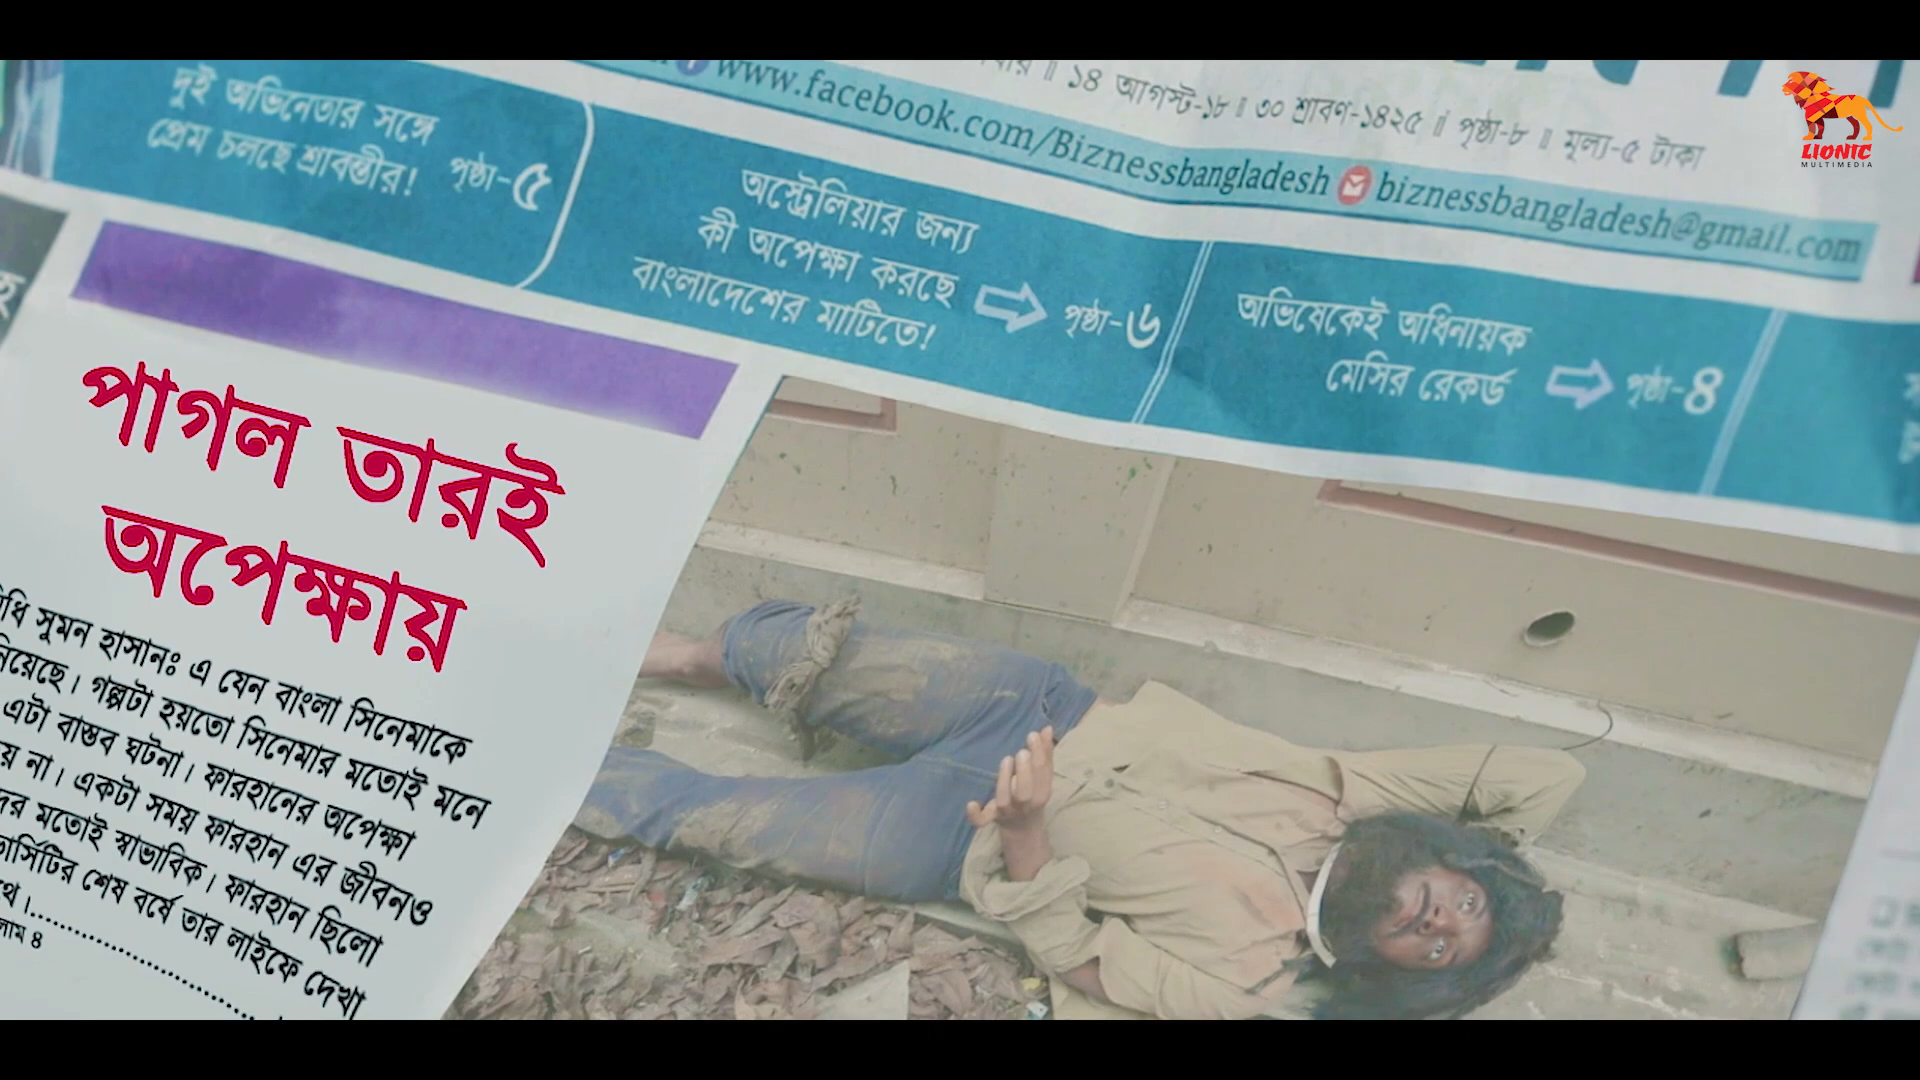 ১৪ আগস্ট-১৮ ॥ ৩০ শ্রাবণ-১৪২৫ ॥ পৃষ্ঠা-৮ ॥ মূল্য-৫ টাকা
www.facebook.com/Biznessbangladesh biznessbangladesh@gmail.com
LIONIC
MULTIMEDIA
দুই অভিনেতার সঙ্গে
প্রেম চলছে শ্রাবন্তীর! পৃষ্ঠা-৫
অস্ট্রেলিয়ার জন্য
কী অপেক্ষা করছে
বাংলাদেশের মাটিতে! পৃষ্ঠা-৬
অভিষেকেই অধিনায়ক
মেসির রেকর্ড পৃষ্ঠা-৪
পাগল তারই
অপেক্ষায়
সুমন হাসানঃ এ যেন বাংলা সিনেমাকে
গল্পটা হয়তো সিনেমার মতোই মনে
এটা বাস্তব ঘটনা। ফারহানের অপেক্ষা
না। একটা সময় ফারহান এর জীবনও
মতোই স্বাভাবিক। ফারহান ছিলো
শেষ বর্ষে তার লাইফে দেখা
৪